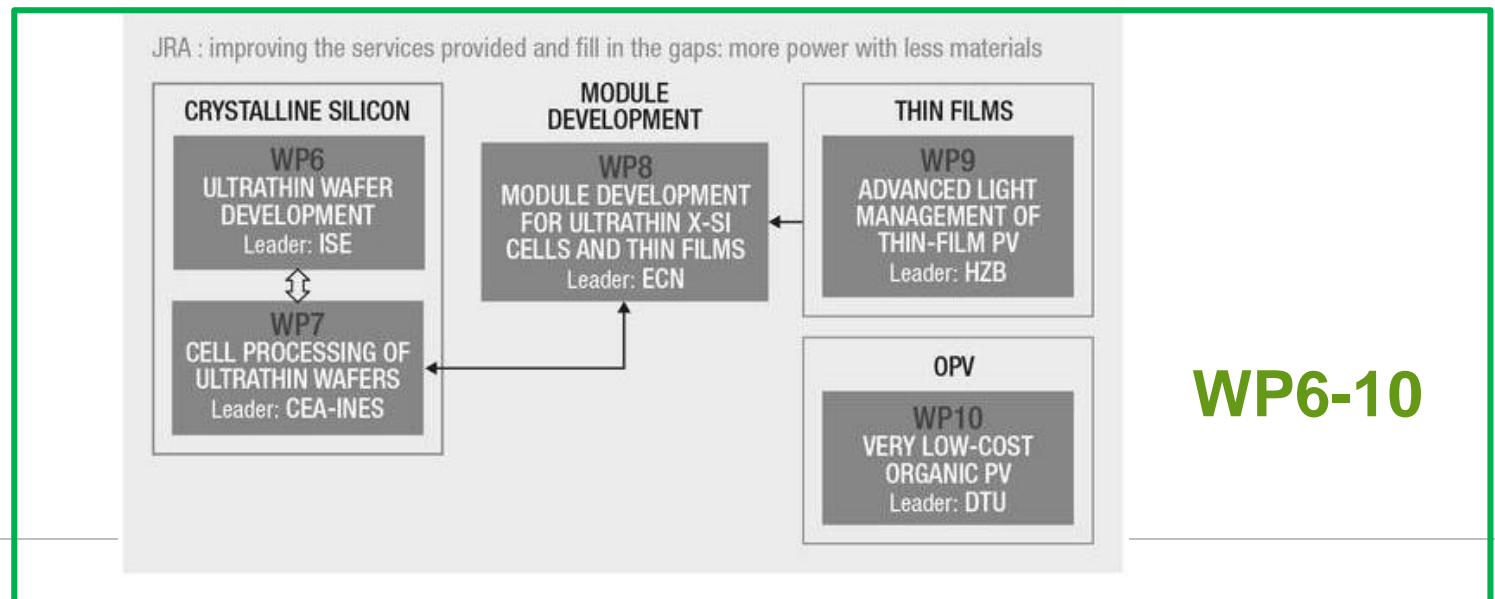 JRA : improving the services provided and fill in the gaps: more power with less materials
CRYSTALLINE SILICON
WP6
ULTRATHIN WAFER
DEVELOPMENT
Leader: ISE
WP7
CELL PROCESSING OF
ULTRATHIN WAFERS
Leader: CEA-INES
MODULE
DEVELOPMENT
WP8
MODULE DEVELOPMENT
FOR ULTRATHIN X-SI
CELLS AND THIN FILMS
Leader: ECN
THIN FILMS
WP9
ADVANCED LIGHT
MANAGEMENT OF
THIN-FILM PV
Leader: HZB
OPV
WP10
VERY LOW-COST
ORGANIC PV
Leader: DTU
WP6-10